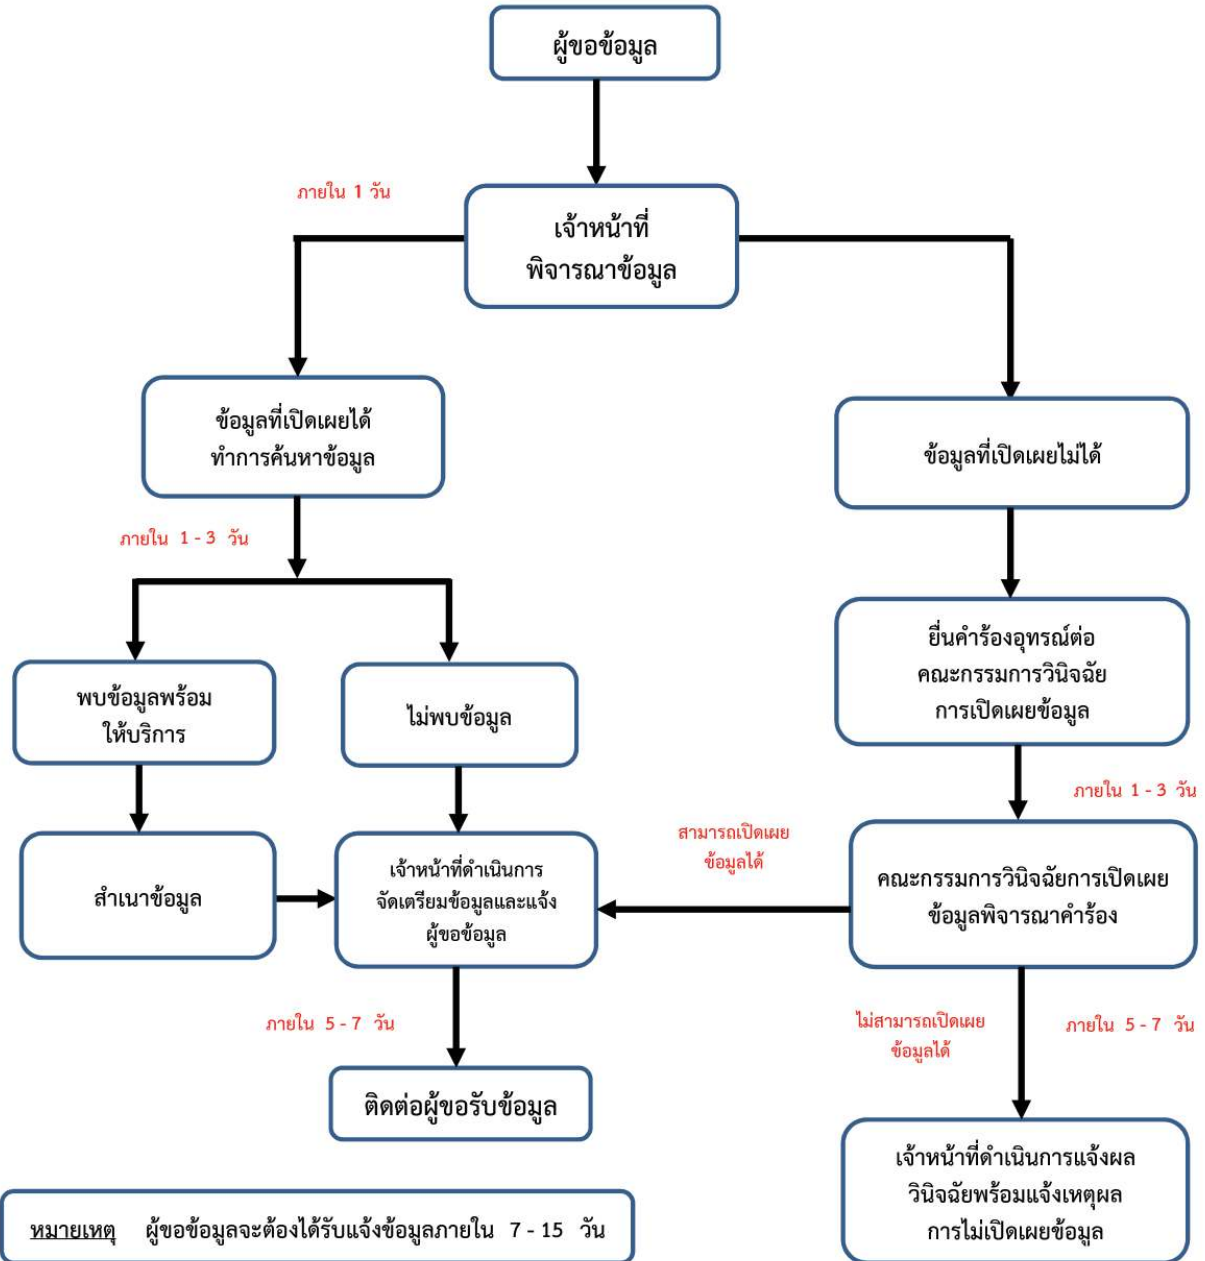 ผู้ขอข้อมูล
ภายใน 1 วัน
เจ้าหน้าที่
พิจารณาข้อมูล
ข้อมูลที่เปิดเผยได้
ทำการค้นหาข้อมูล
ข้อมูลที่เปิดเผยไม่ได้
ภายใน 1 - 3 วัน
ยื่นคำร้องอุทรณ์ต่อ
คณะกรรมการวินิจฉัย
การเปิดเผยข้อมูล
พบข้อมูลพร้อม
ให้บริการ
ไม่พบข้อมูล
ภายใน 1 - 3 วัน
สำเนาข้อมูล
เจ้าหน้าที่ดำเนินการ
จัดเตรียมข้อมูลและแจ้ง
ผู้ขอข้อมูล
สามารถเปิดเผย
ข้อมูลได้
คณะกรรมการวินิจฉัยการเปิดเผย
ข้อมูลพิจารณาคำร้อง
ภายใน 5 - 7 วัน
ไม่สามารถเปิดเผย
ข้อมูลได้
ภายใน 5 - 7 วัน
ติดต่อผู้ขอรับข้อมูล
เจ้าหน้าที่ดำเนินการแจ้งผล
วินิจฉัยพร้อมแจ้งเหตุผล
การไม่เปิดเผยข้อมูล
หมายเหตุ ผู้ขอข้อมูลจะต้องได้รับแจ้งข้อมูลภายใน 7 - 15 วัน